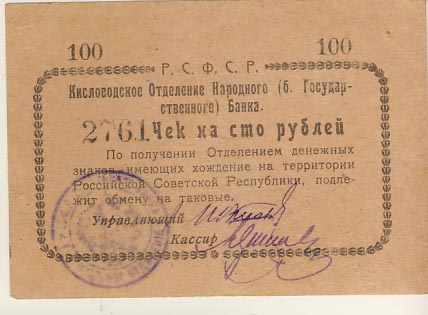 100 100
Р. С. Ф. С. Р.
Кисловодское Отделение Народного (б. Государ-
ственного) Банка.
2761 Чек на сто рублей
По получении Отделением денежных
знаков, имеющих хождение на территории
Российской Советской Республики, подле-
жит обмену на таковые.
Управляющий
Кассир